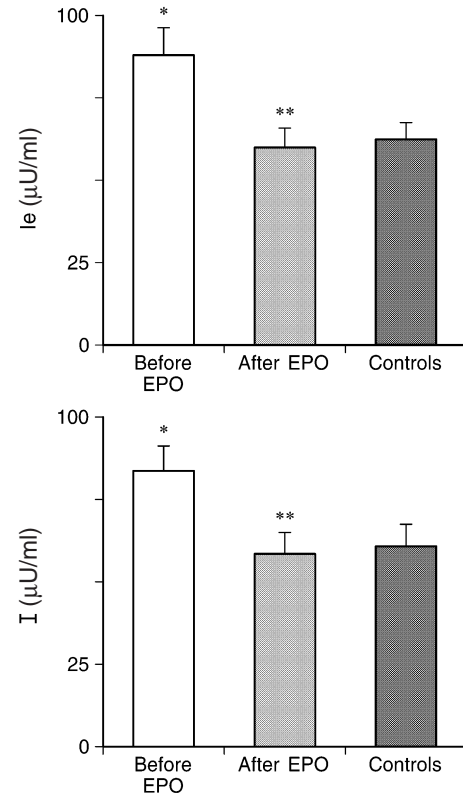 100
*
**
Ie (μU/ml)
25
0
Before
EPO
After EPO
Controls
100
*
**
I (μU/ml)
25
0
Before
EPO
After EPO
Controls